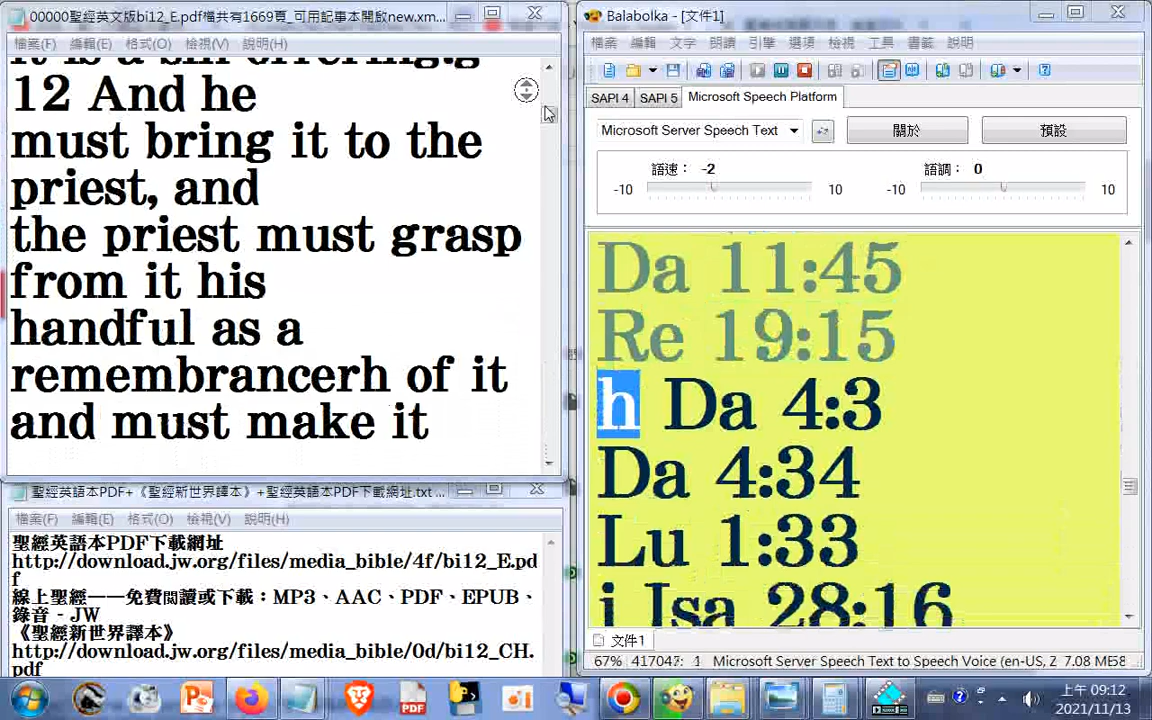 00000聖經英文版bi12_E.pdf檔共有1669頁_可用記事本開啟new.xm...
檔案(F) 編輯(E) 格式(O) 檢視(V) 說明(H)
it is a sin offering.g
12 And he
must bring it to the
priest, and
the priest must grasp
from it his
handful as a
remembrancerh of it
and must make it
聖經英語本PDF+《聖經新世界譯本》+聖經英語本PDF下載網址.txt ...
檔案(F) 編輯(E) 格式(O) 檢視(V) 說明(H)
聖經英語本PDF下載網址
http://download.jw.org/files/media_bible/4f/bi12_E.pd
f
線上聖經——免費閱讀或下載：MP3、AAC、PDF、EPUB、
錄音 - JW
《聖經新世界譯本》
http://download.jw.org/files/media_bible/0d/bi12_CH.
pdf
Balabolka - [文件1]
檔案 編輯 文字 朗讀 引擎 選項 檢視 工具 書籤 說明
SAPI 4 SAPI 5 Microsoft Speech Platform
Microsoft Server Speech Text 關於 預設
語速： -2 語調： 0
-10 10 -10 10
Da 11:45
Re 19:15
h Da 4:3
Da 4:34
Lu 1:33
i Isa 28:16
文件1
67% 417047: 1 Microsoft Server Speech Text to Speech Voice (en-US, Z 7.08 ME58
上午 09:12
2021/11/13